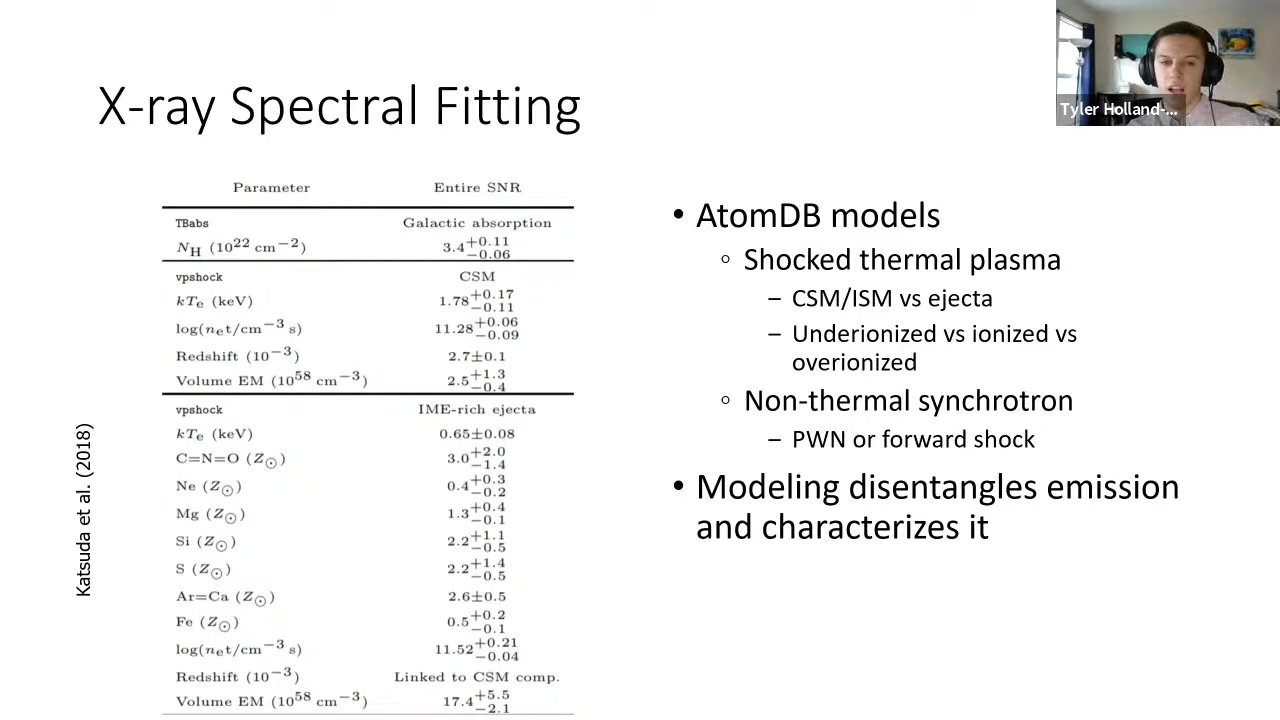 X-ray Spectral Fitting
Tyler Holland-...
Parameter Entire SNR
TBabs Galactic absorption
N_H (10^22 cm^−2) 3.4 +0.11 −0.06
vpshock CSM
kT_e (keV) 1.78 +0.17 −0.11
log(n_e t/cm^−3 s) 11.28 +0.06 −0.09
Redshift (10^−3) 2.7±0.1
Volume EM (10^58 cm^−3) 2.5 +1.3 −0.4
vpshock IME-rich ejecta
kT_e (keV) 0.65±0.08
C=N=O (Z_⊙) 3.0 +2.0 −1.4
Ne (Z_⊙) 0.4 +0.3 −0.2
Mg (Z_⊙) 1.3 +0.4 −0.1
Si (Z_⊙) 2.2 +1.1 −0.5
S (Z_⊙) 2.2 +1.4 −0.5
Ar=Ca (Z_⊙) 2.6±0.5
Fe (Z_⊙) 0.5 +0.2 −0.1
log(n_e t/cm^−3 s) 11.52 +0.21 −0.04
Redshift (10^−3) Linked to CSM comp.
Volume EM (10^58 cm^−3) 17.4 +5.5 −2.1
Katsuda et al. (2018)
• AtomDB models
◦ Shocked thermal plasma
– CSM/ISM vs ejecta
– Underionized vs ionized vs
overionized
◦ Non-thermal synchrotron
– PWN or forward shock
• Modeling disentangles emission
and characterizes it